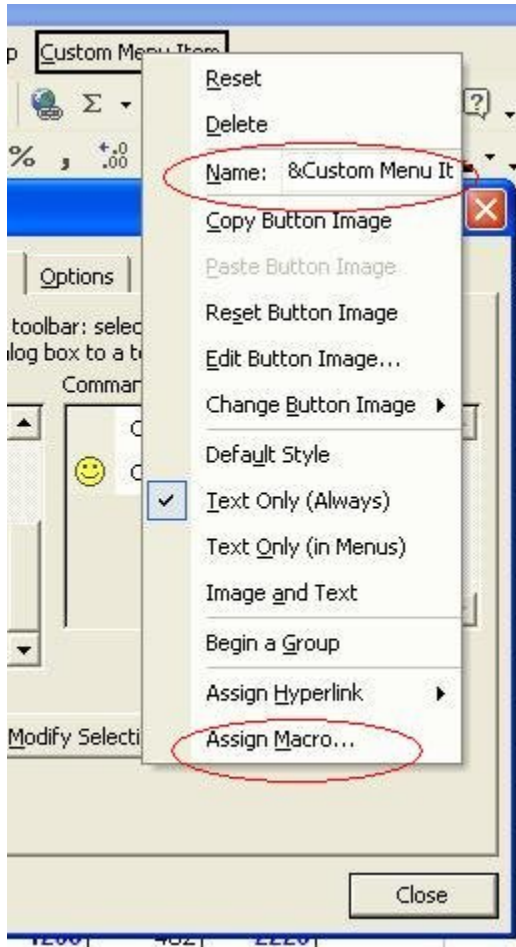 p Custom Menu Item
Σ
% , .00
Reset
Delete
Name: &Custom Menu It
Copy Button Image
Options
Paste Button Image
toolbar: selec
Reset Button Image
log box to a t
Edit Button Image...
Comman
Change Button Image
Default Style
Text Only (Always)
Text Only (in Menus)
Image and Text
Begin a Group
Assign Hyperlink
Modify Selecti
Assign Macro...
Close